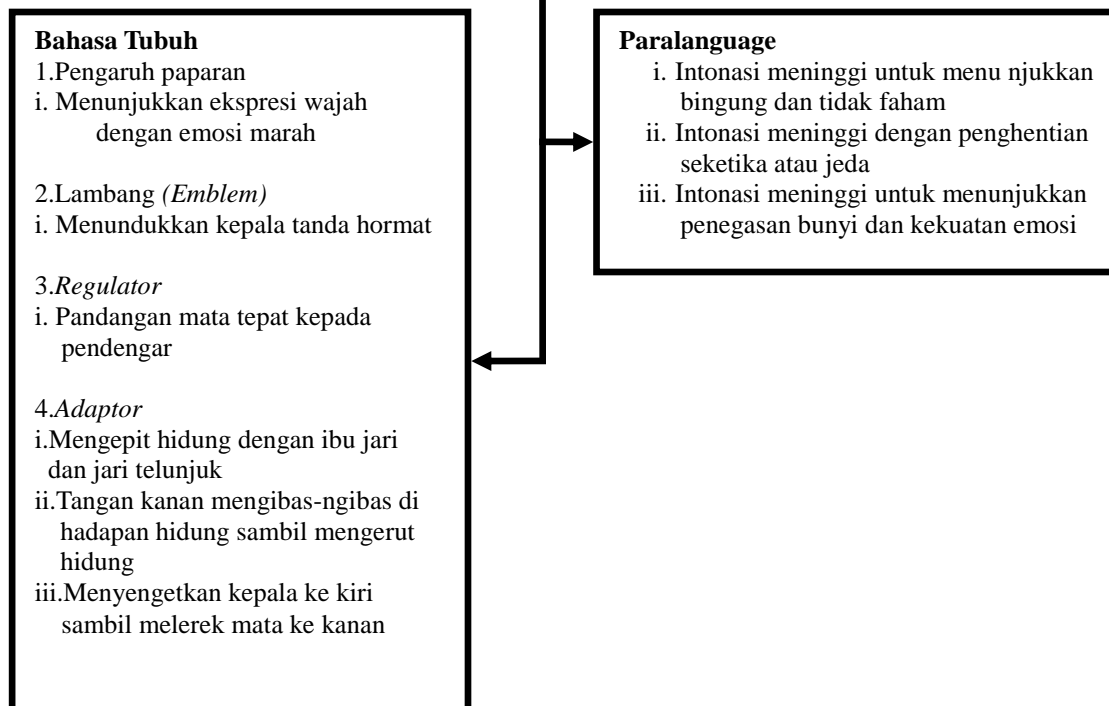 Bahasa Tubuh
1.Pengaruh paparan
i. Menunjukkan ekspresi wajah
dengan emosi marah
2.Lambang (Emblem)
i. Menundukkan kepala tanda hormat
3.Regulator
i. Pandangan mata tepat kepada
pendengar
4.Adaptor
i.Mengepit hidung dengan ibu jari
dan jari telunjuk
ii.Tangan kanan mengibas-ngibas di
hadapan hidung sambil mengerut
hidung
iii.Menyengetkan kepala ke kiri
sambil melerek mata ke kanan
Paralanguage
i. Intonasi meninggi untuk menu njukkan
bingung dan tidak faham
ii. Intonasi meninggi dengan penghentian
seketika atau jeda
iii. Intonasi meninggi untuk menunjukkan
penegasan bunyi dan kekuatan emosi